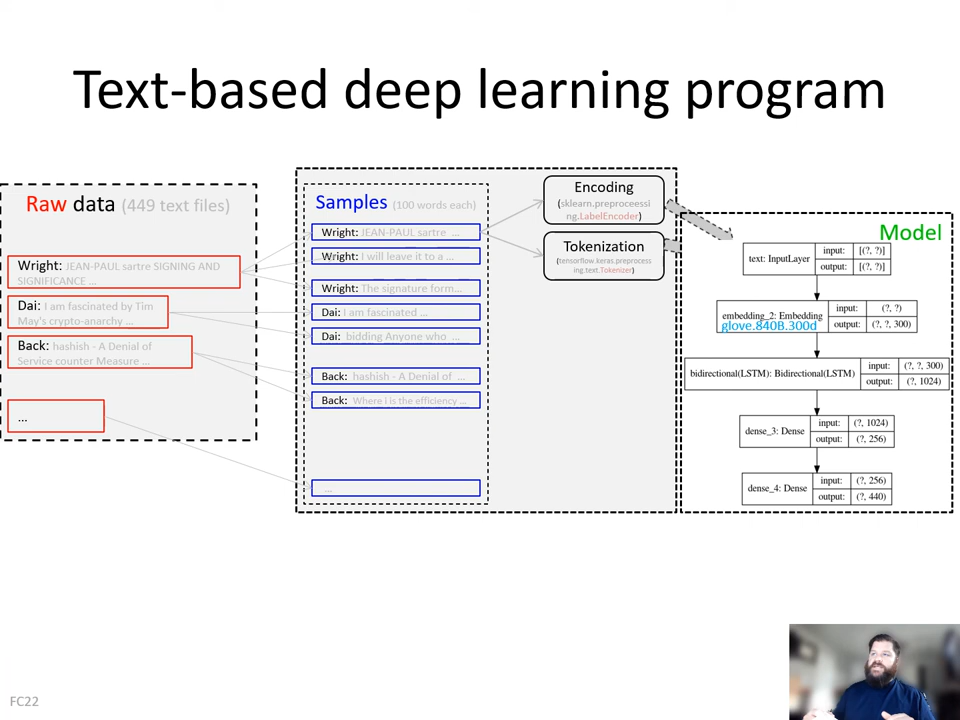 Text-based deep learning program
Raw data (449 text files)
Wright: JEAN-PAUL sartre SIGNING AND
SIGNIFICANCE ...
Dai: I am fascinated by Tim
May's crypto-anarchy ...
Back: hashish - A Denial of
Service counter Measure ...
...
Samples (100 words each)
Wright: JEAN-PAUL sartre ...
Wright: I will leave it to a ...
Wright: The signature form...
Dai: I am fascinated ...
Dai: bidding Anyone who ...
Back: hashish - A Denial of ...
Back: Where i is the efficiency ...
...
Encoding
(sklearn.preproceessi
ng.LabelEncoder)
Tokenization
(tensorflow.keras.preprocess
ing.text.Tokenizer)
Model
text: InputLayer
input: [(?, ?)]
output: [(?, ?)]
embedding_2: Embedding
glove.840B.300d
input: (?, ?)
output: (?, ?, 300)
bidirectional(LSTM): Bidirectional(LSTM)
input: (?, ?, 300)
output: (?, 1024)
dense_3: Dense
input: (?, 1024)
output: (?, 256)
dense_4: Dense
input: (?, 256)
output: (?, 440)
FC22